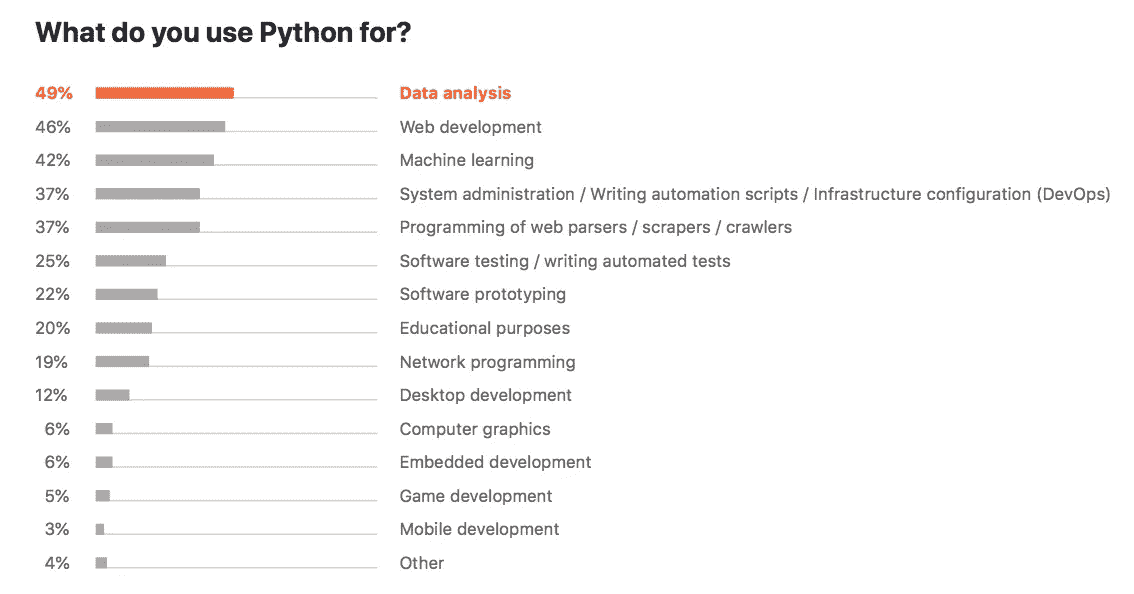 What do you use Python for?
49% Data analysis
46% Web development
42% Machine learning
37% System administration / Writing automation scripts / Infrastructure configuration (DevOps)
37% Programming of web parsers / scrapers / crawlers
25% Software testing / writing automated tests
22% Software prototyping
20% Educational purposes
19% Network programming
12% Desktop development
6% Computer graphics
6% Embedded development
5% Game development
3% Mobile development
4% Other